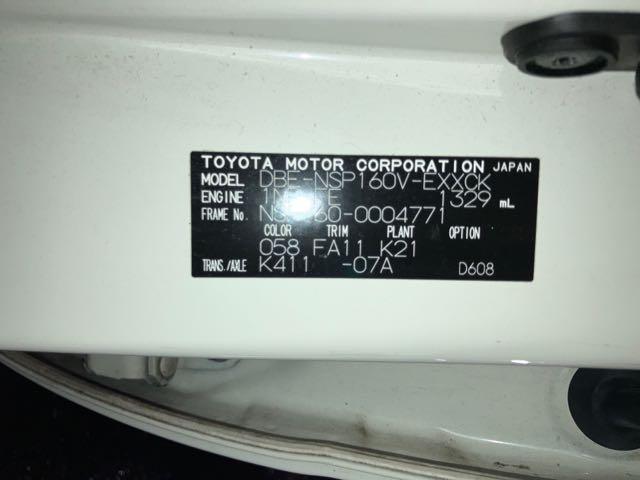 TOYOTA MOTOR CORPORATION JAPAN
MODEL DBE-NSP160V-EXXCK
ENGINE 1329 mL
FRAME No.
COLOR TRIM PLANT OPTION
058 FA11 K21
TRANS./AXLE K411 -07A D608